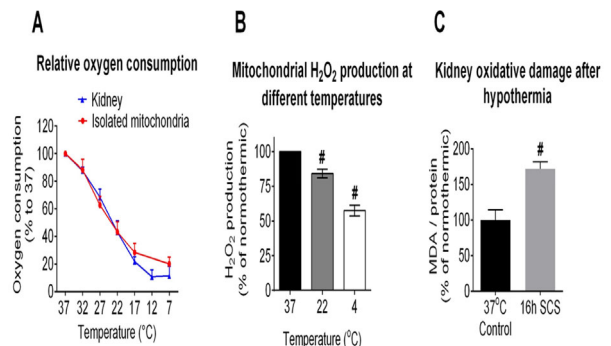 A
Relative oxygen consumption
Kidney
Isolated mitochondria
Oxygen consumption
(% to 37)
120
100
80
60
40
20
0
37 32 27 22 17 12 7
Temperature (°C)
B
Mitochondrial H₂O₂ production at
different temperatures
H₂O₂ production
(% of normothermic)
100
75
50
25
0
# #
37 22 4
Temperature (⁰C)
C
Kidney oxidative damage after
hypothermia
MDA / protein
(% of normothermic)
200
150
100
50
0
#
37⁰C 16h SCS
Control